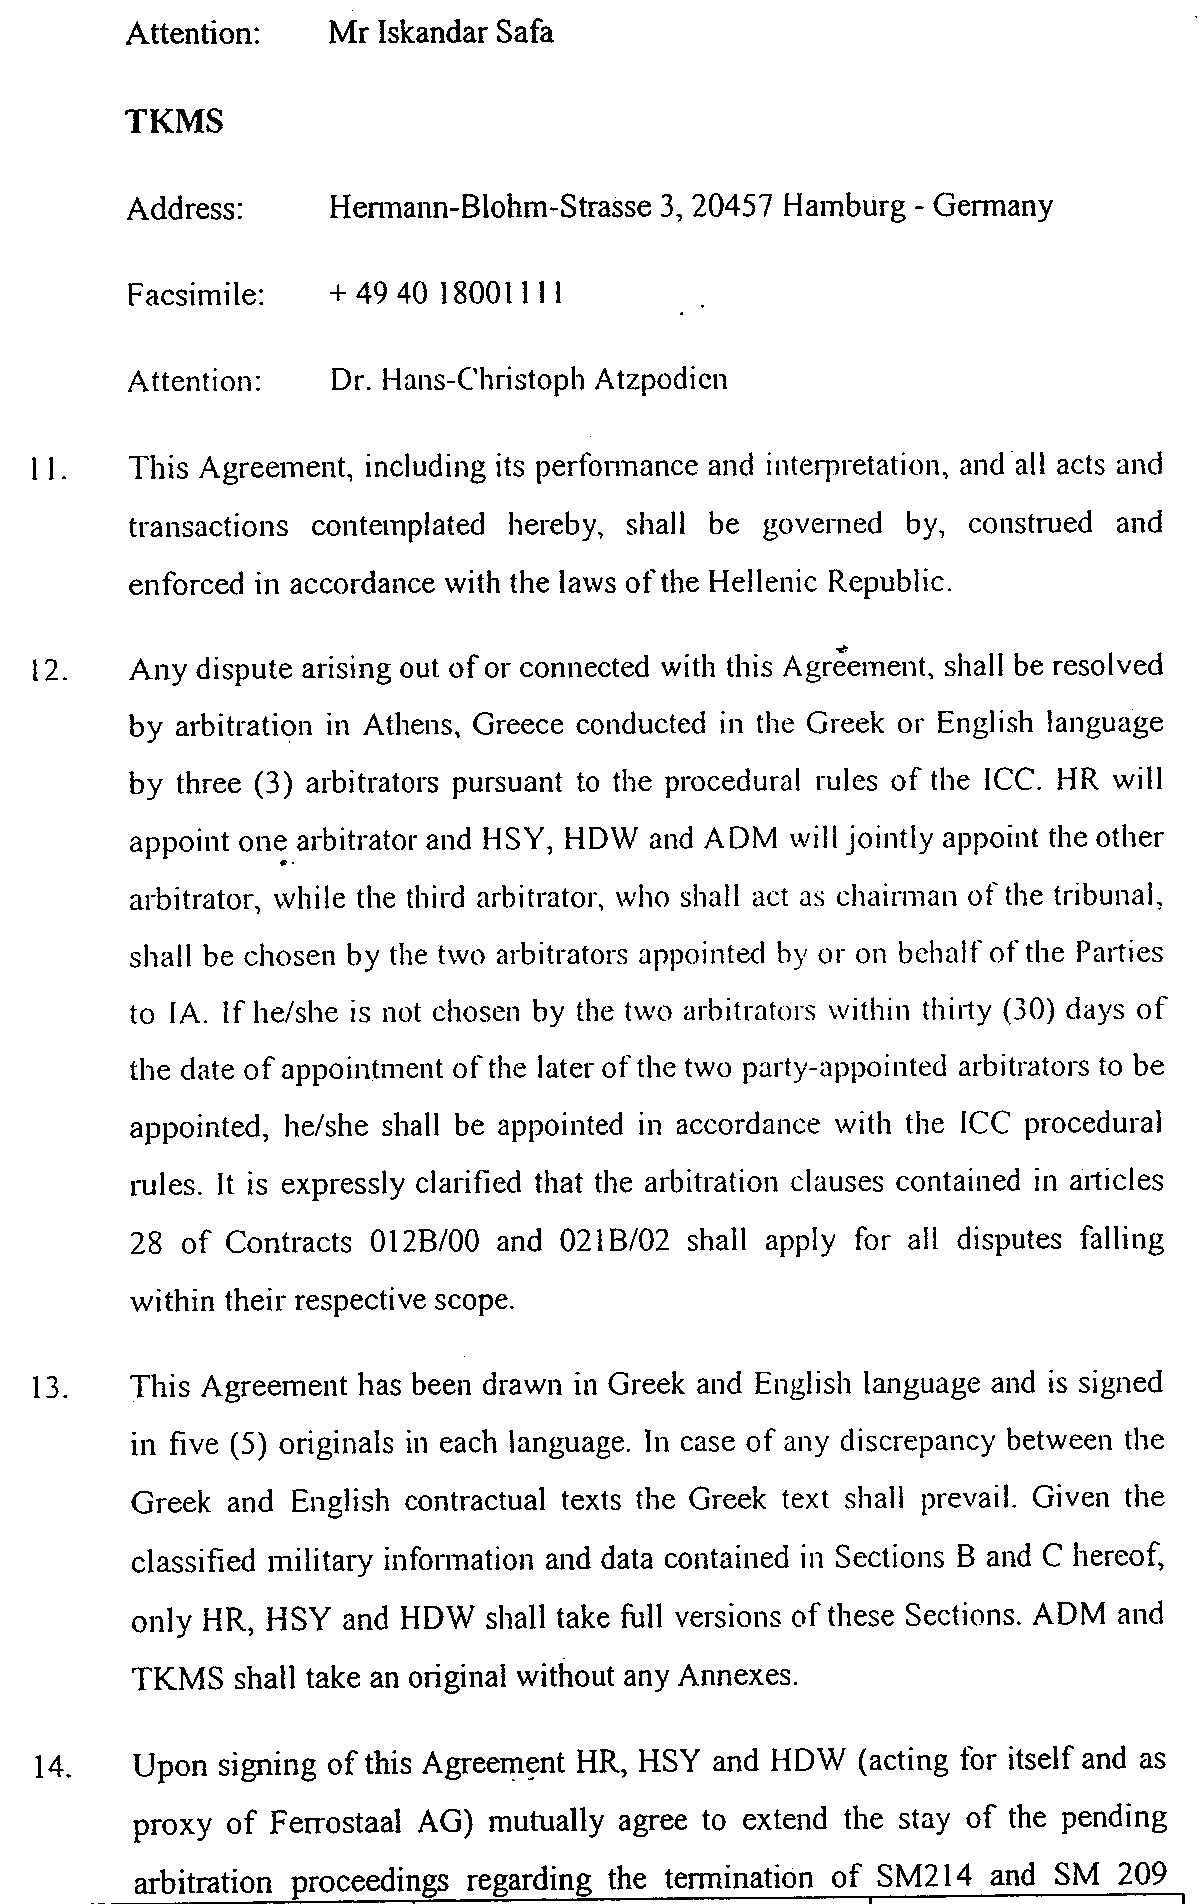 Attention: Mr Iskandar Safa
TKMS
Address: Hermann-Blohm-Strasse 3, 20457 Hamburg - Germany
Facsimile: + 49 40 18001111
Attention: Dr. Hans-Christoph Atzpodien
11. This Agreement, including its performance and interpretation, and all acts and
transactions contemplated hereby, shall be governed by, construed and
enforced in accordance with the laws of the Hellenic Republic.
12. Any dispute arising out of or connected with this Agreement, shall be resolved
by arbitration in Athens, Greece conducted in the Greek or English language
by three (3) arbitrators pursuant to the procedural rules of the ICC. HR will
appoint one arbitrator and HSY, HDW and ADM will jointly appoint the other
arbitrator, while the third arbitrator, who shall act as chairman of the tribunal,
shall be chosen by the two arbitrators appointed by or on behalf of the Parties
to IA. If he/she is not chosen by the two arbitrators within thirty (30) days of
the date of appointment of the later of the two party-appointed arbitrators to be
appointed, he/she shall be appointed in accordance with the ICC procedural
rules. It is expressly clarified that the arbitration clauses contained in articles
28 of Contracts 012B/00 and 021B/02 shall apply for all disputes falling
within their respective scope.
13. This Agreement has been drawn in Greek and English language and is signed
in five (5) originals in each language. In case of any discrepancy between the
Greek and English contractual texts the Greek text shall prevail. Given the
classified military information and data contained in Sections B and C hereof,
only HR, HSY and HDW shall take full versions of these Sections. ADM and
TKMS shall take an original without any Annexes.
14. Upon signing of this Agreement HR, HSY and HDW (acting for itself and as
proxy of Ferrostaal AG) mutually agree to extend the stay of the pending
arbitration proceedings regarding the termination of SM214 and SM 209